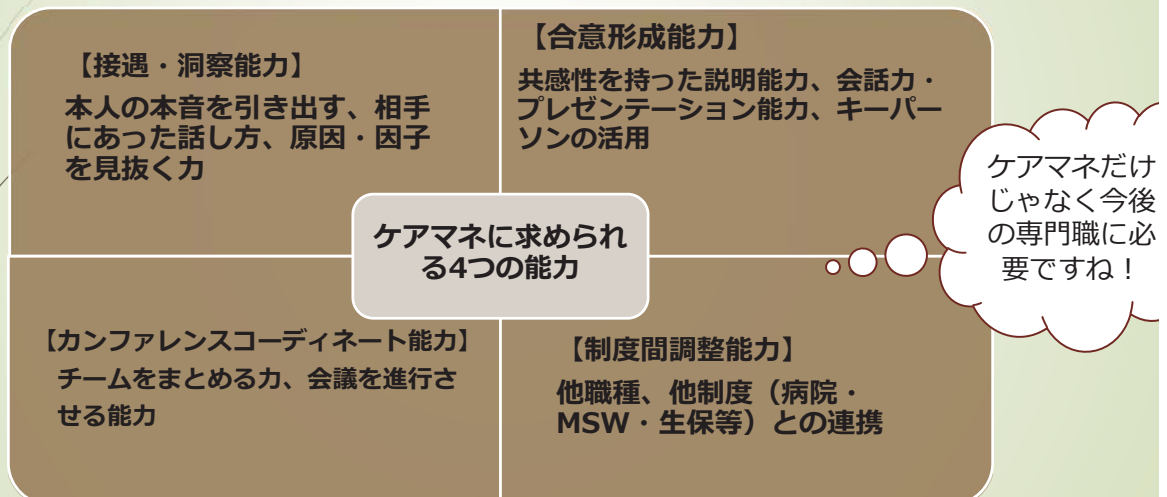 【接遇・洞察能力】
本人の本音を引き出す、相手
にあった話し方、原因・因子
を見抜く力
【合意形成能力】
共感性を持った説明能力、会話力・
プレゼンテーション能力、キーパー
ソンの活用
ケアマネに求められ
る4つの能力
【カンファレンスコーディネート能力】
チームをまとめる力、会議を進行さ
せる能力
【制度間調整能力】
他職種、他制度（病院・
MSW・生保等）との連携
ケアマネだけ
じゃなく今後
の専門職に必
要ですね！